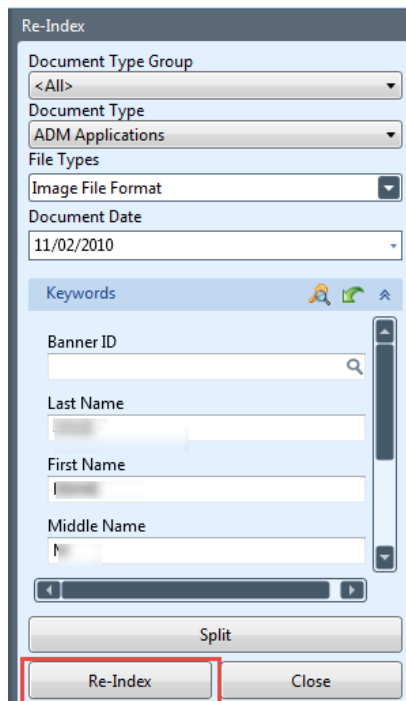 Re-Index
Document Type Group
<All>
Document Type
ADM Applications
File Types
Image File Format
Document Date
11/02/2010
Keywords
Banner ID
Last Name
First Name
Middle Name
Split
Re-Index Close